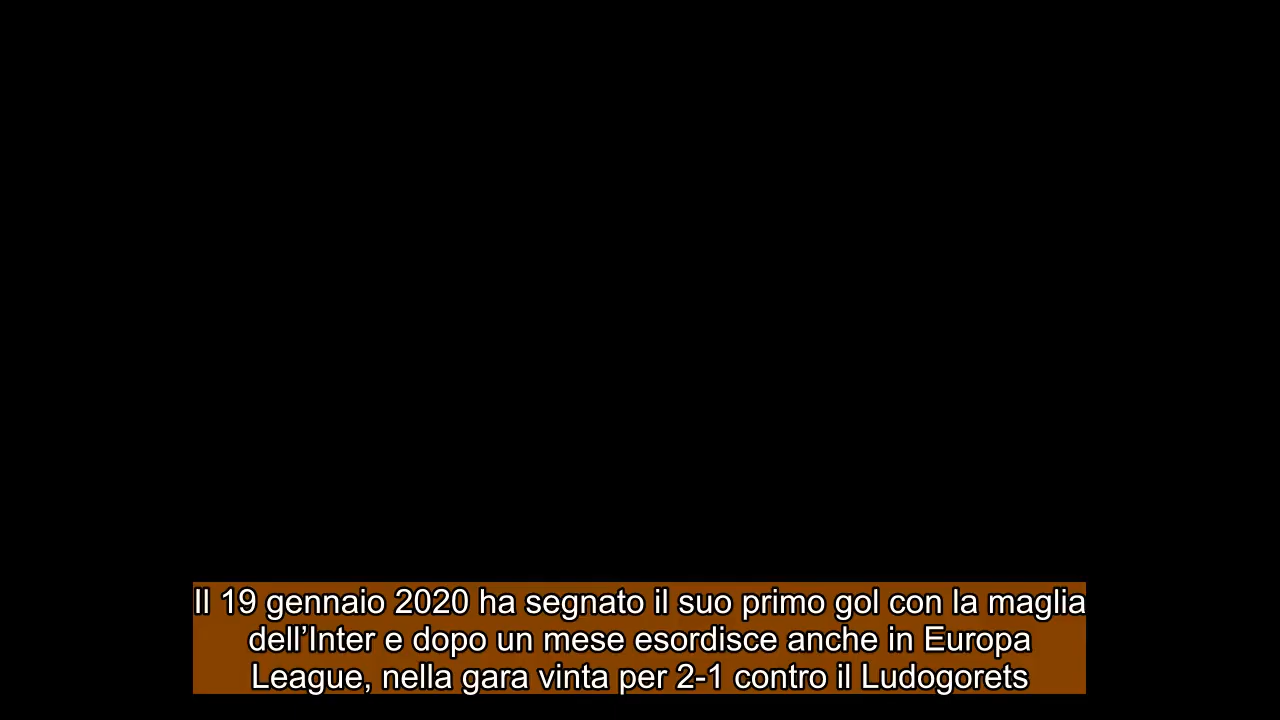 Il 19 gennaio 2020 ha segnato il suo primo gol con la maglia
dell’Inter e dopo un mese esordisce anche in Europa
League, nella gara vinta per 2-1 contro il Ludogorets